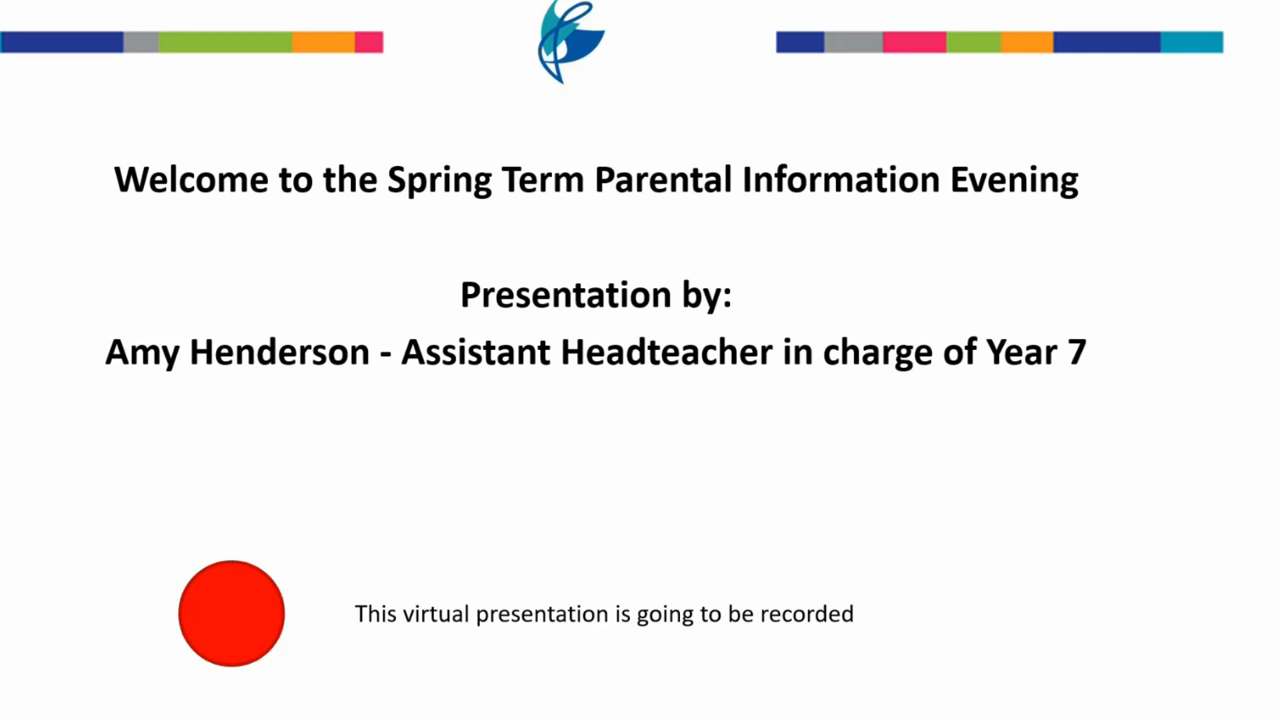 Welcome to the Spring Term Parental Information Evening
Presentation by:
Amy Henderson - Assistant Headteacher in charge of Year 7
This virtual presentation is going to be recorded